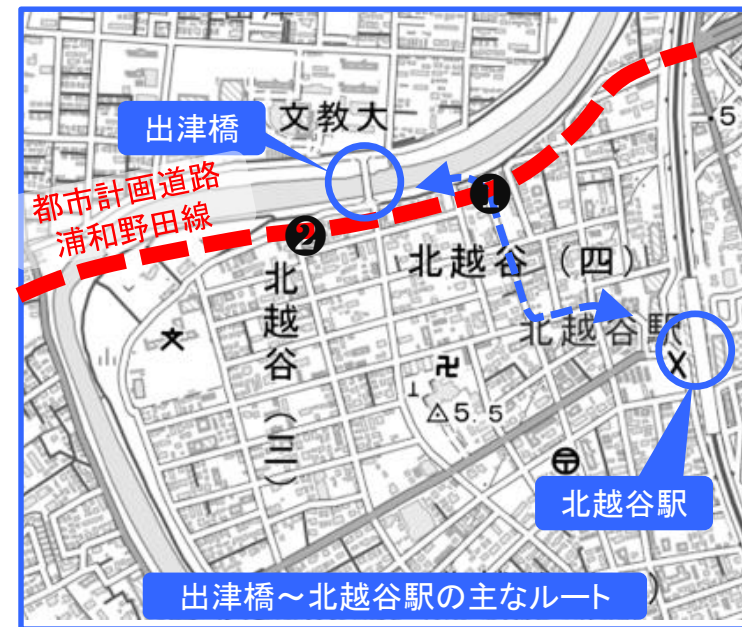 文教大
出津橋
・5
都市計画道路
浦和野田線
1
2
北越谷（四）
北越谷（三）
北越谷駅
卍
△5.5
〒
北越谷駅
出津橋～北越谷駅の主なルート